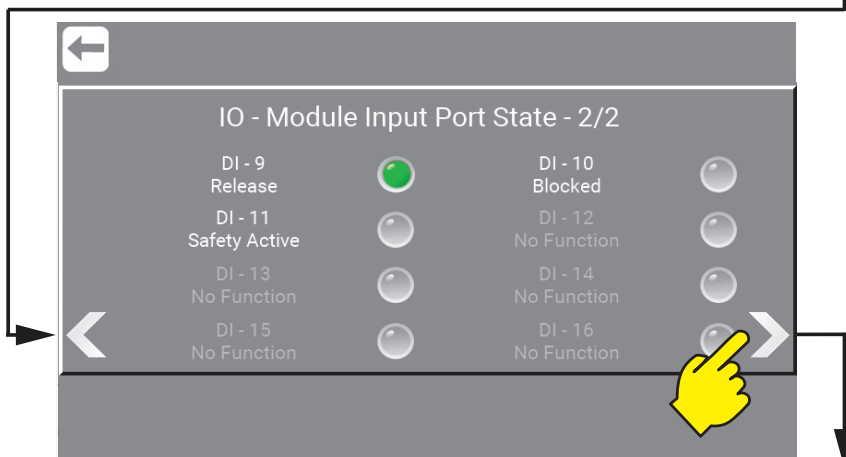 IO - Module Input Port State - 2/2
DI - 9
Release
DI - 10
Blocked
DI - 11
Safety Active
DI - 12
No Function
DI - 13
No Function
DI - 14
No Function
DI - 15
No Function
DI - 16
No Function